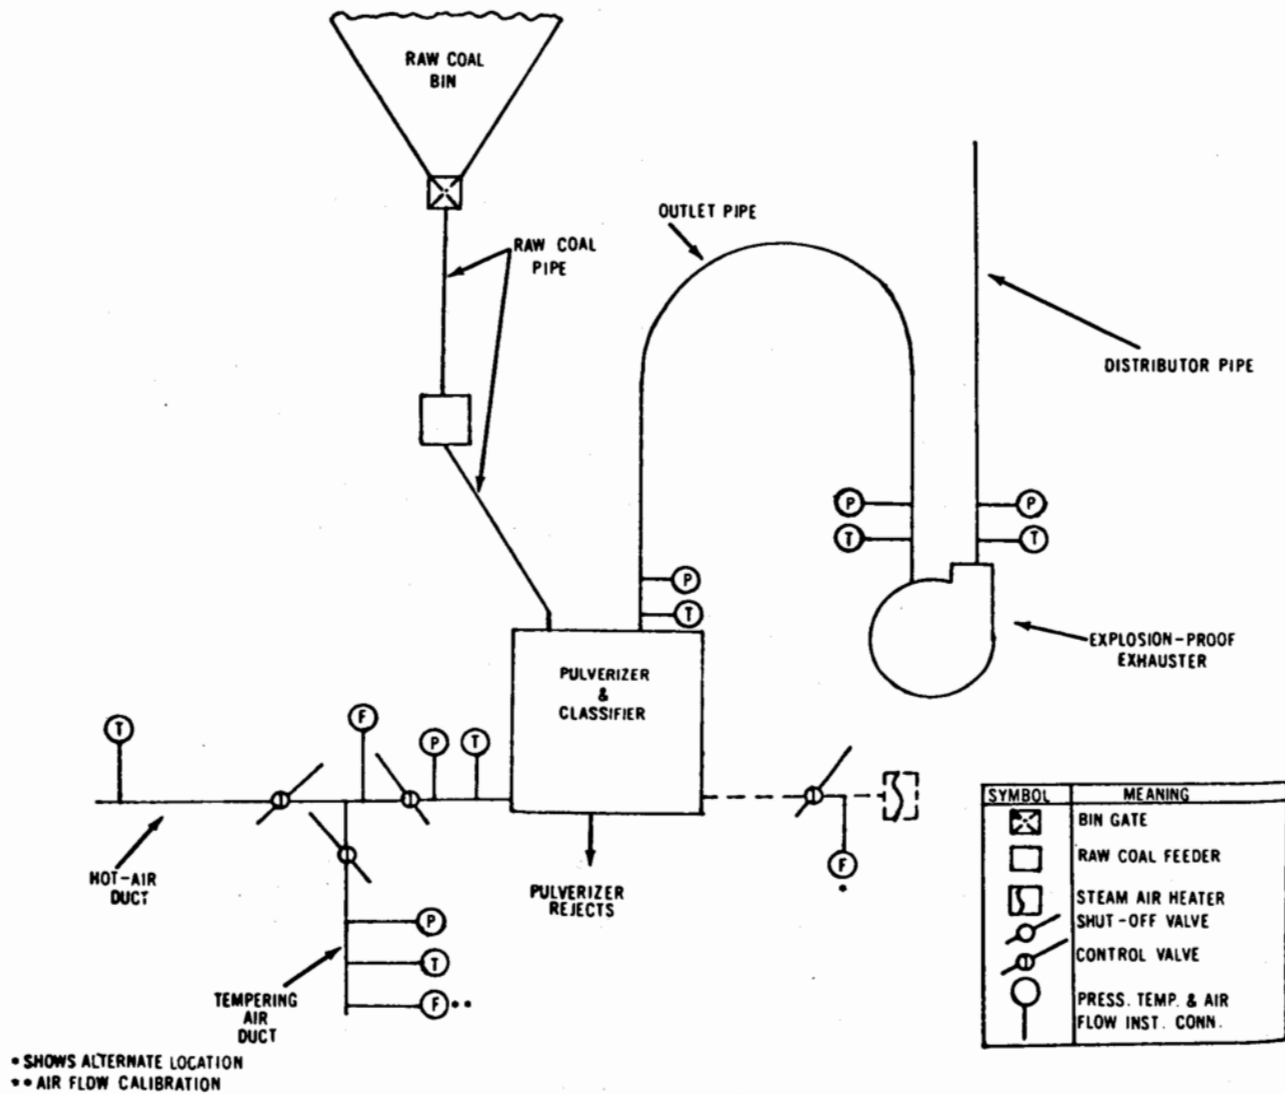 RAW COAL
BIN
OUTLET PIPE
RAW COAL
PIPE
DISTRIBUTOR PIPE
P
P
T
T
P
T
EXPLOSION-PROOF
EXHAUSTER
PULVERIZER
&
CLASSIFIER
T
F
P
T
HOT-AIR
DUCT
F
•
PULVERIZER
REJECTS
P
T
F ••
TEMPERING
AIR
DUCT
SYMBOL MEANING
BIN GATE
RAW COAL FEEDER
STEAM AIR HEATER
SHUT-OFF VALVE
CONTROL VALVE
PRESS. TEMP. & AIR
FLOW INST. CONN.
• SHOWS ALTERNATE LOCATION
•• AIR FLOW CALIBRATION